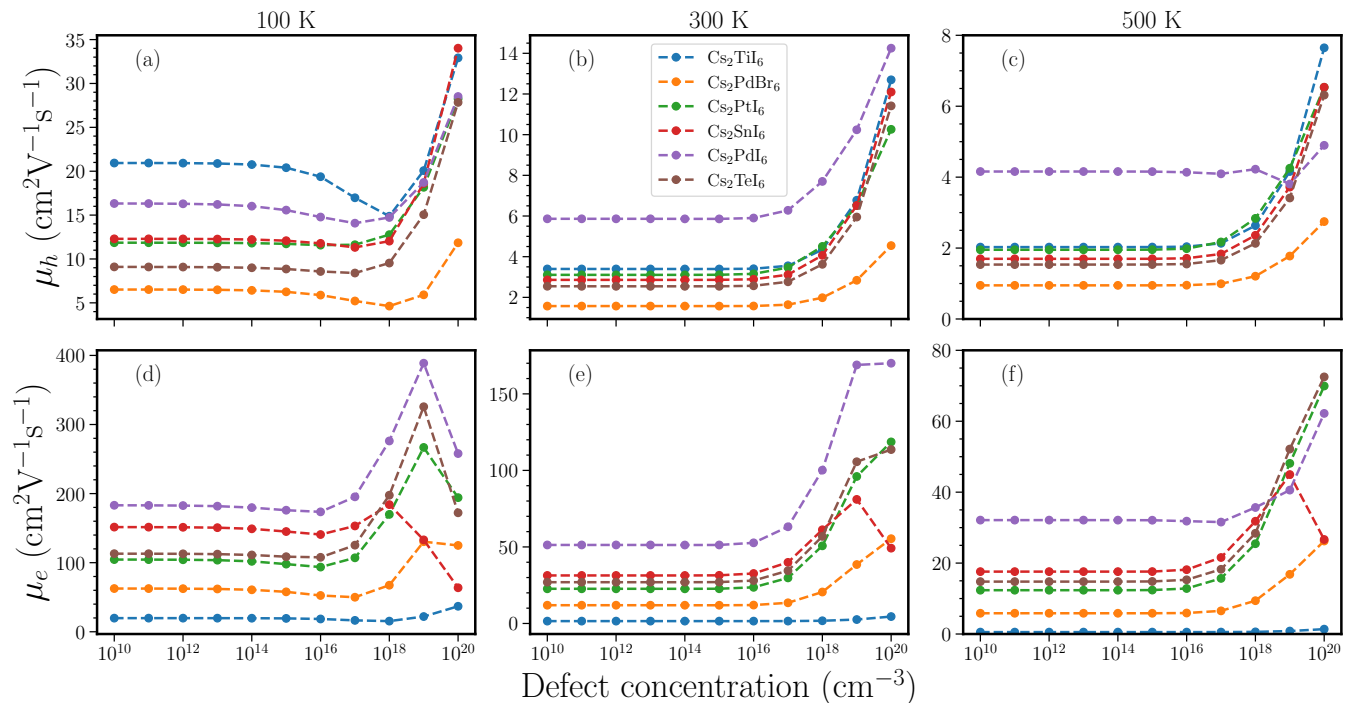 100 K
300 K
500 K
μh (cm²V⁻¹s⁻¹)
35
30
25
20
15
10
5
(a)
14
12
10
8
6
4
2
(b)
Cs₂TiI₆
Cs₂PdBr₆
Cs₂PtI₆
Cs₂SnI₆
Cs₂PdI₆
Cs₂TeI₆
8
6
4
2
0
(c)
μe (cm²V⁻¹s⁻¹)
400
300
200
100
0
(d)
150
100
50
0
(e)
80
60
40
20
0
(f)
10¹⁰ 10¹² 10¹⁴ 10¹⁶ 10¹⁸ 10²⁰
10¹⁰ 10¹² 10¹⁴ 10¹⁶ 10¹⁸ 10²⁰
10¹⁰ 10¹² 10¹⁴ 10¹⁶ 10¹⁸ 10²⁰
Defect concentration (cm⁻³)